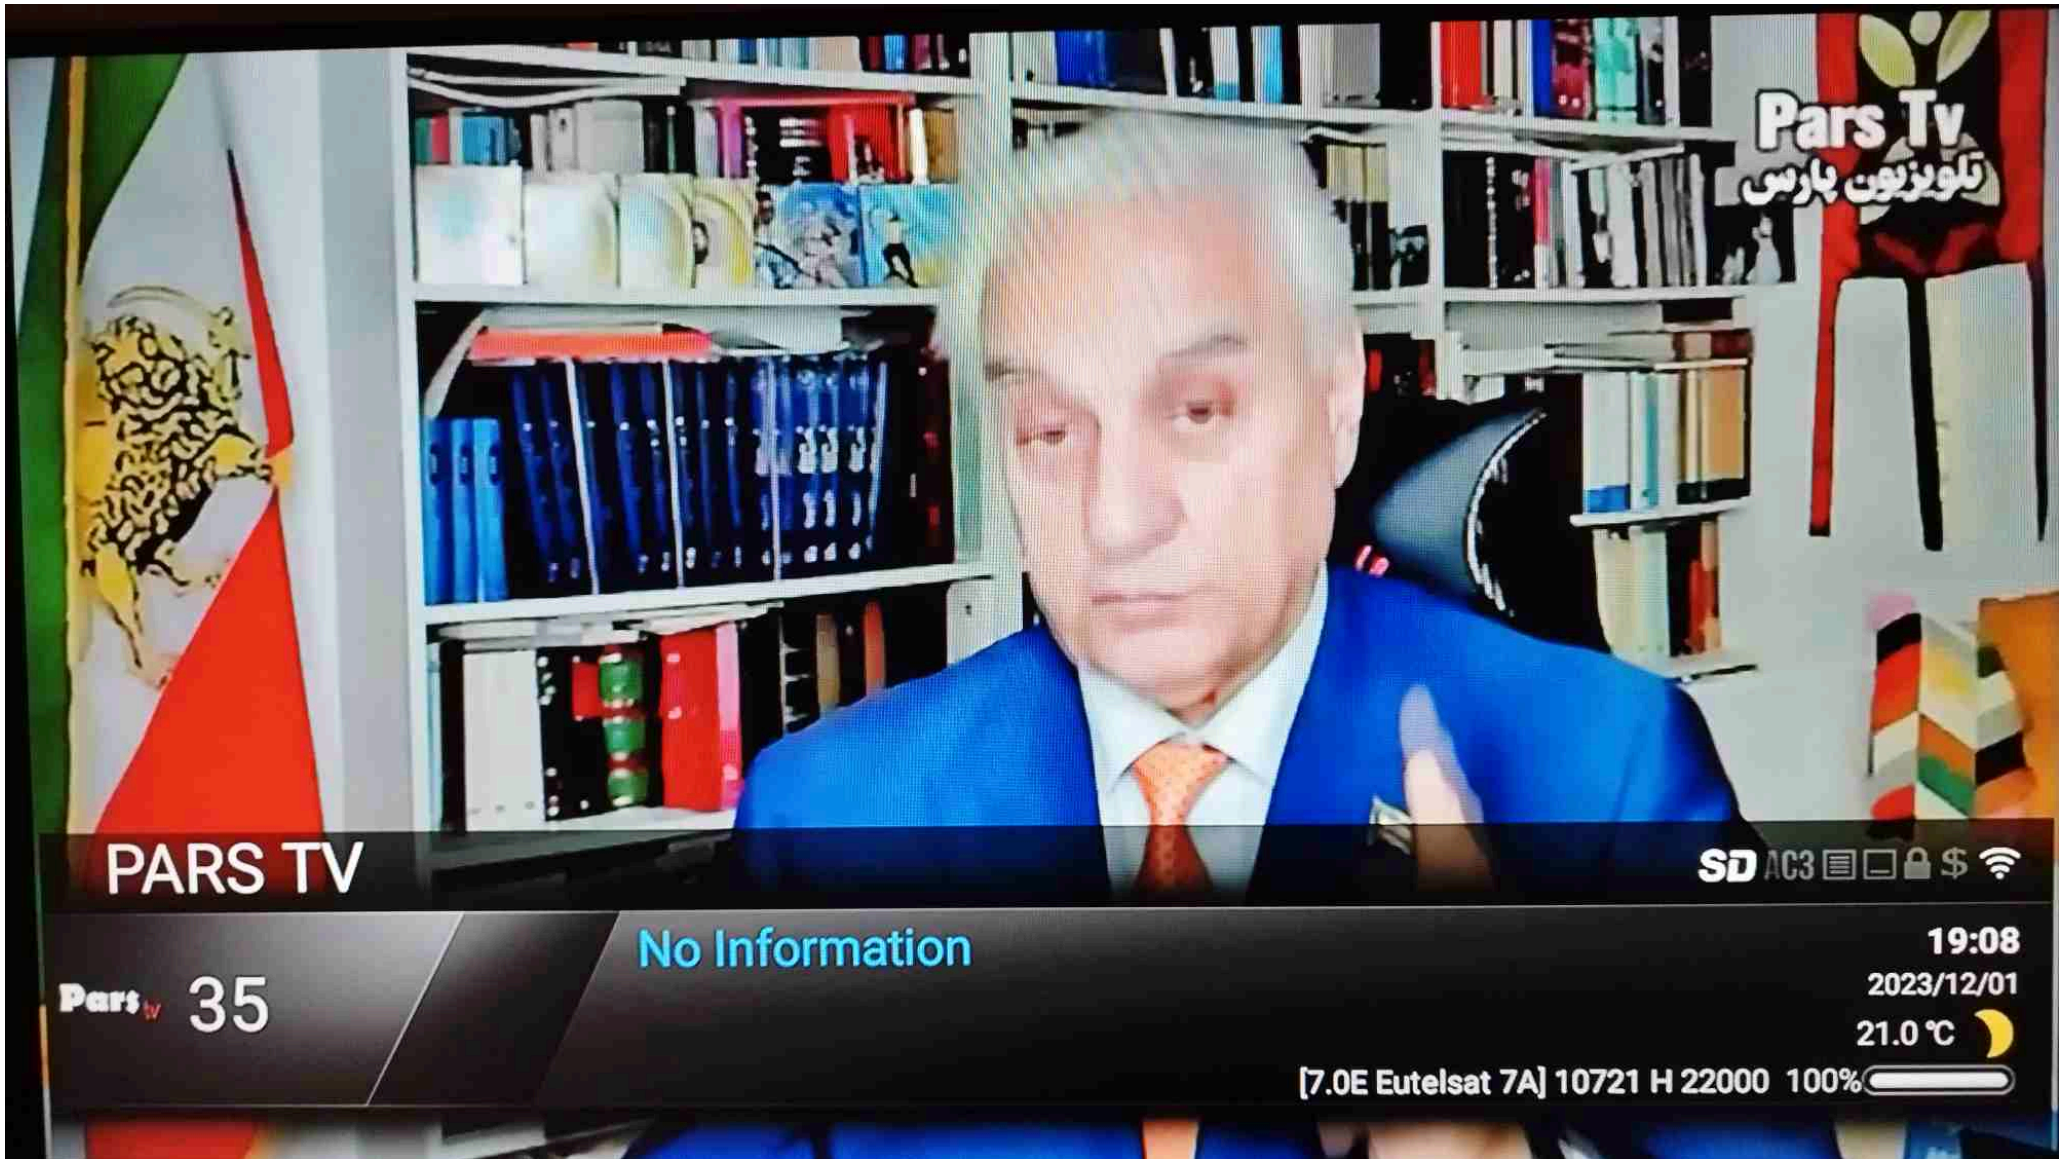 Pars Tv
تلویزیون پارس
PARS TV
SD AC3 $
No Information
19:08
Pars tv 35
2023/12/01
21.0 °C
[7.0E Eutelsat 7A] 10721 H 22000 100%